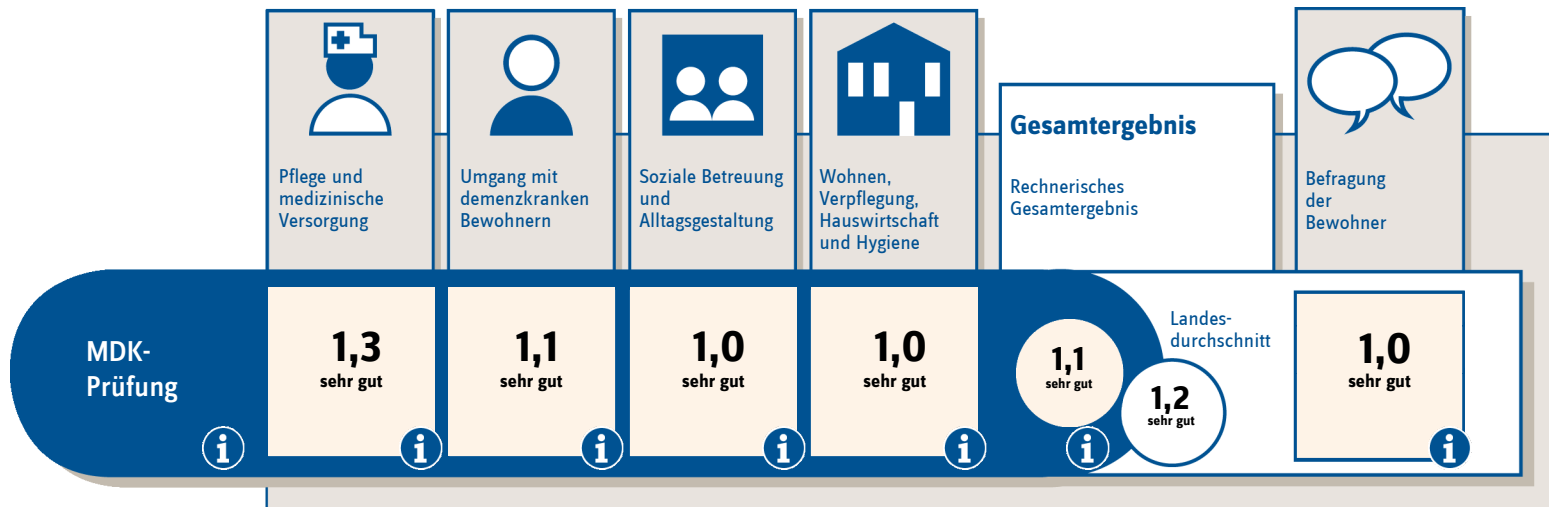 Pflege und
medizinische
Versorgung
Umgang mit
demenzkranken
Bewohnern
Soziale Betreuung
und
Alltagsgestaltung
Wohnen,
Verpflegung,
Hauswirtschaft
und Hygiene
Gesamtergebnis
Rechnerisches
Gesamtergebnis
Befragung
der
Bewohner
MDK-
Prüfung
i
1,3
sehr gut
i
1,1
sehr gut
i
1,0
sehr gut
i
1,0
sehr gut
i
1,1
sehr gut
i
Landes-
durchschnitt
1,2
sehr gut
1,0
sehr gut
i